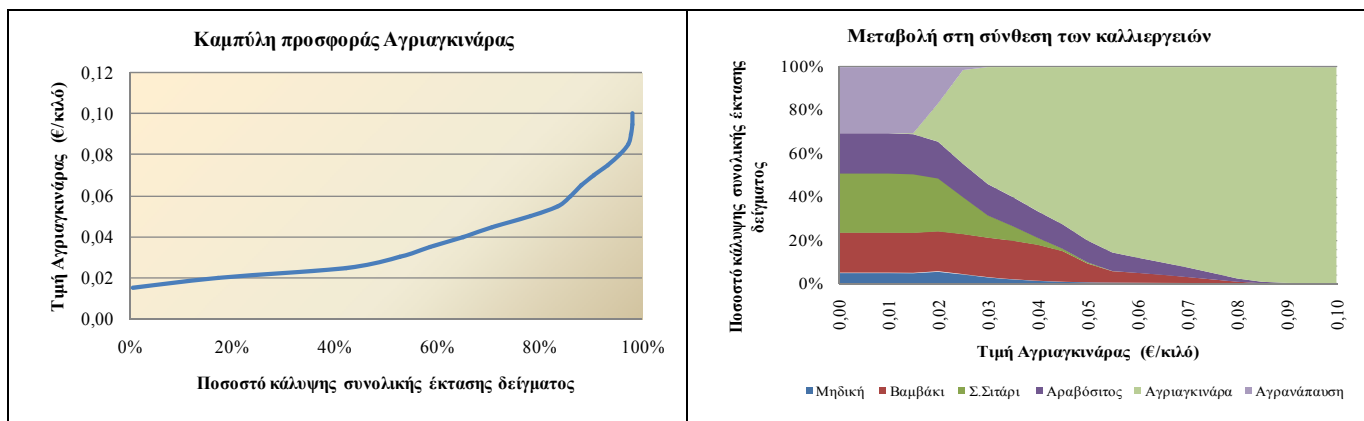 Καμπύλη προσφοράς Αγριαγκινάρας
Τιμή Αγριαγκινάρας (€/κιλό)
0,12
0,10
0,08
0,06
0,04
0,02
0,00
0% 20% 40% 60% 80% 100%
Ποσοστό κάλυψης συνολικής έκτασης δείγματος
Μεταβολή στη σύνθεση των καλλιεργειών
Ποσοστό κάλυψης συνολικής έκτασης
δείγματος
100%
80%
60%
40%
20%
0%
0,00 0,01 0,02 0,03 0,04 0,05 0,06 0,07 0,08 0,09 0,10
Τιμή Αγριαγκινάρας (€/κιλό)
Μηδική Βαμβάκι Σ.Σιτάρι Αραβόσιτος Αγριαγκινάρα Αγρανάπαυση